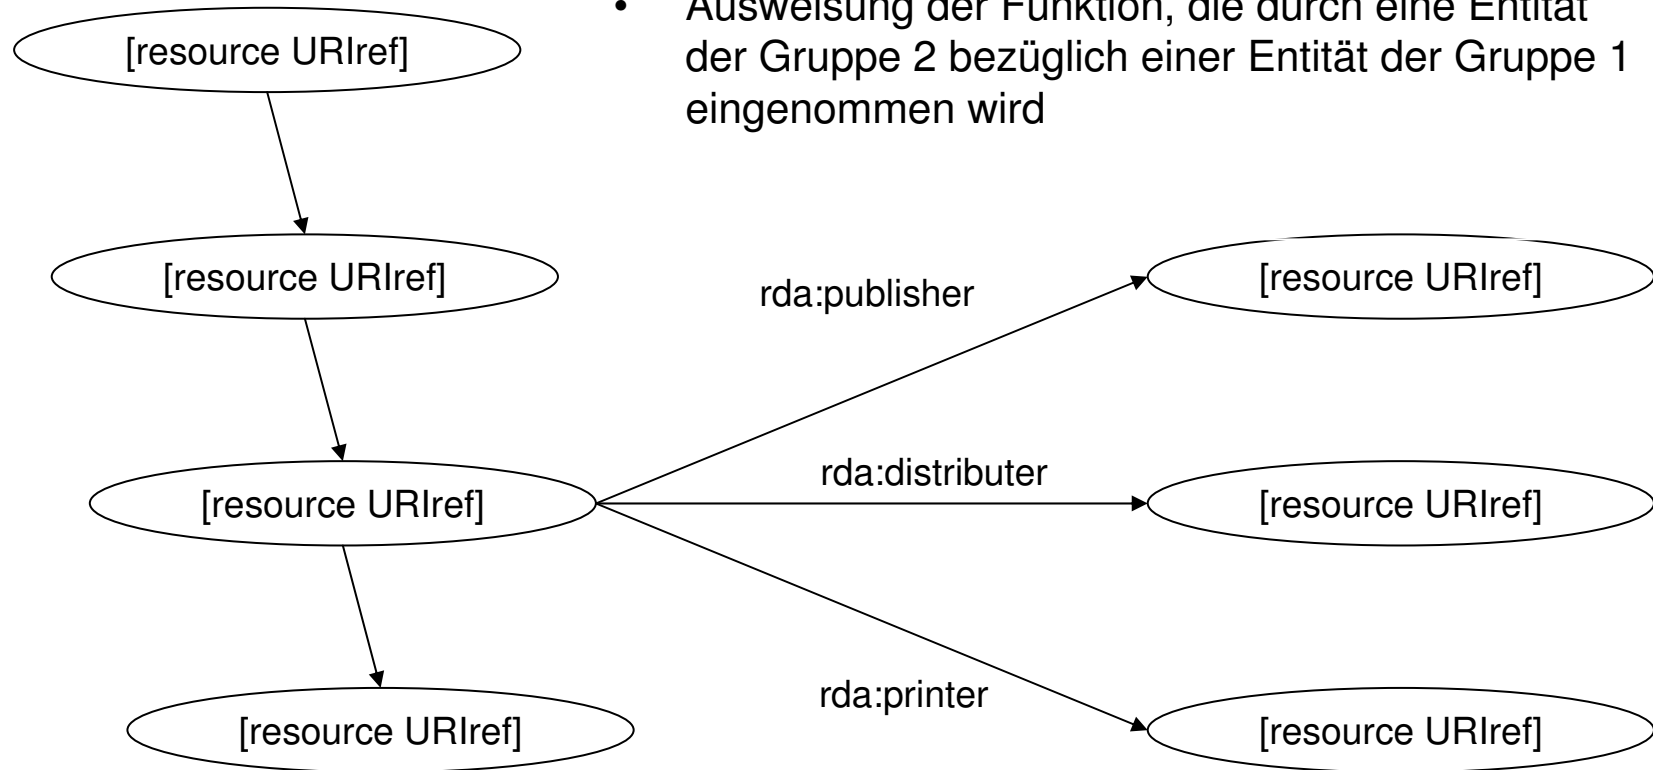 • Ausweisung der Funktion, die durch eine Entität
der Gruppe 2 bezüglich einer Entität der Gruppe 1
eingenommen wird
[resource URIref]
[resource URIref]
rda:publisher
[resource URIref]
[resource URIref]
rda:distributer
[resource URIref]
[resource URIref]
rda:printer
[resource URIref]